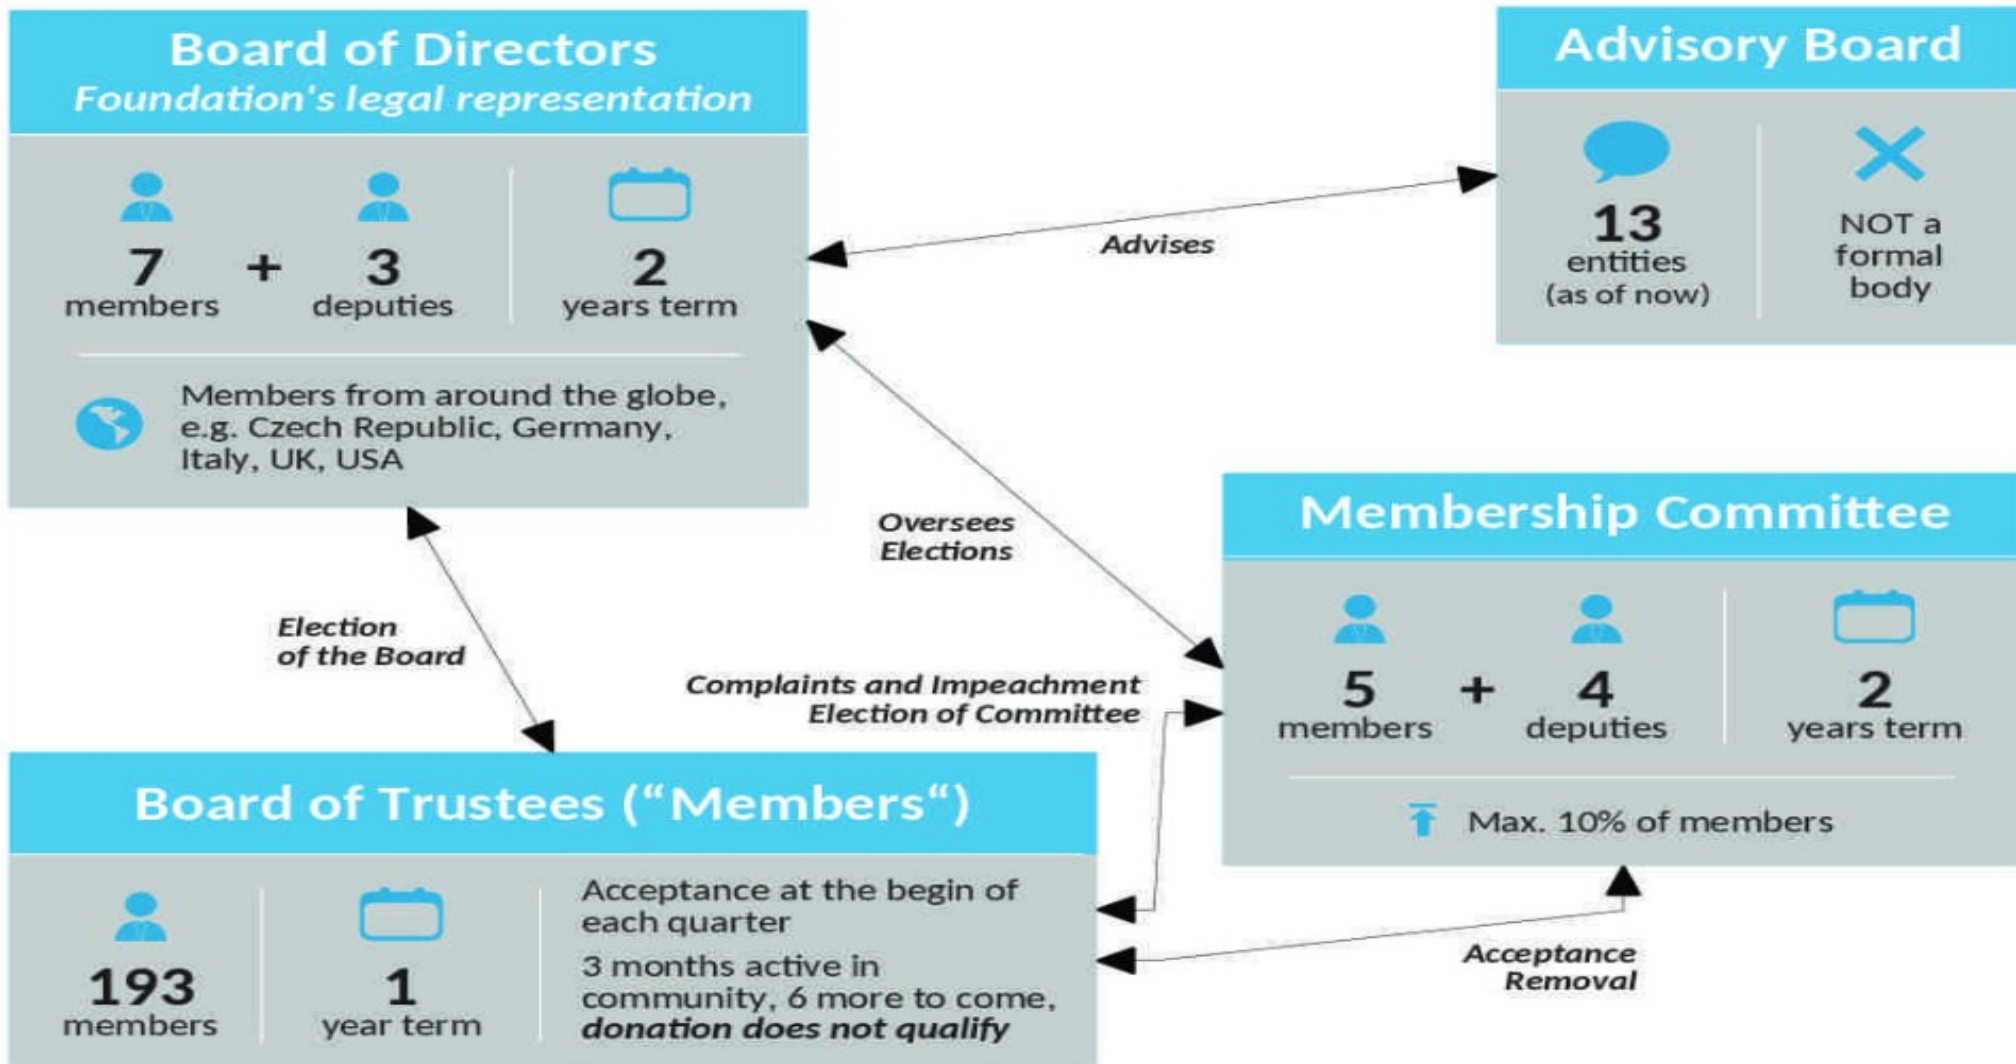 Board of Directors
Foundation's legal representation
7
members
+
3
deputies
2
years term
Members from around the globe,
e.g. Czech Republic, Germany,
Italy, UK, USA
Advisory Board
13
entities
(as of now)
NOT a
formal
body
Advises
Oversees
Elections
Election
of the Board
Membership Committee
5
members
+
4
deputies
2
years term
Max. 10% of members
Complaints and Impeachment
Election of Committee
Board of Trustees (“Members“)
193
members
1
year term
Acceptance at the begin of
each quarter
3 months active in
community, 6 more to come,
donation does not qualify
Acceptance
Removal